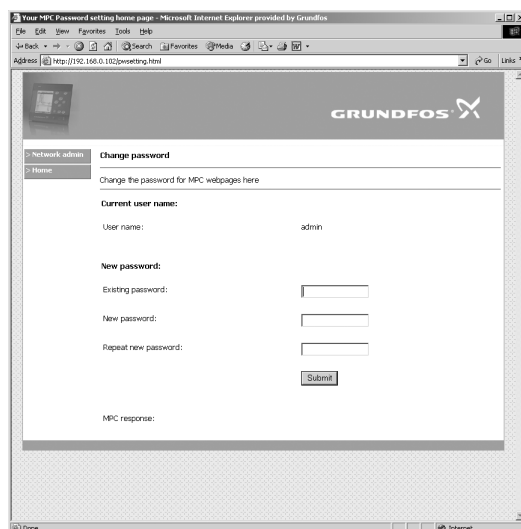 Your MPC Password setting home page - Microsoft Internet Explorer provided by Grundfos
File Edit View Favorites Tools Help
Back Search Favorites Media
Address http://192.168.0.102/pwsetting.html Go Links
GRUNDFOS
> Network admin
> Home
Change password
Change the password for MPC webpages here
Current user name:
User name: admin
New password:
Existing password:
New password:
Repeat new password:
Submit
MPC response:
Done Internet